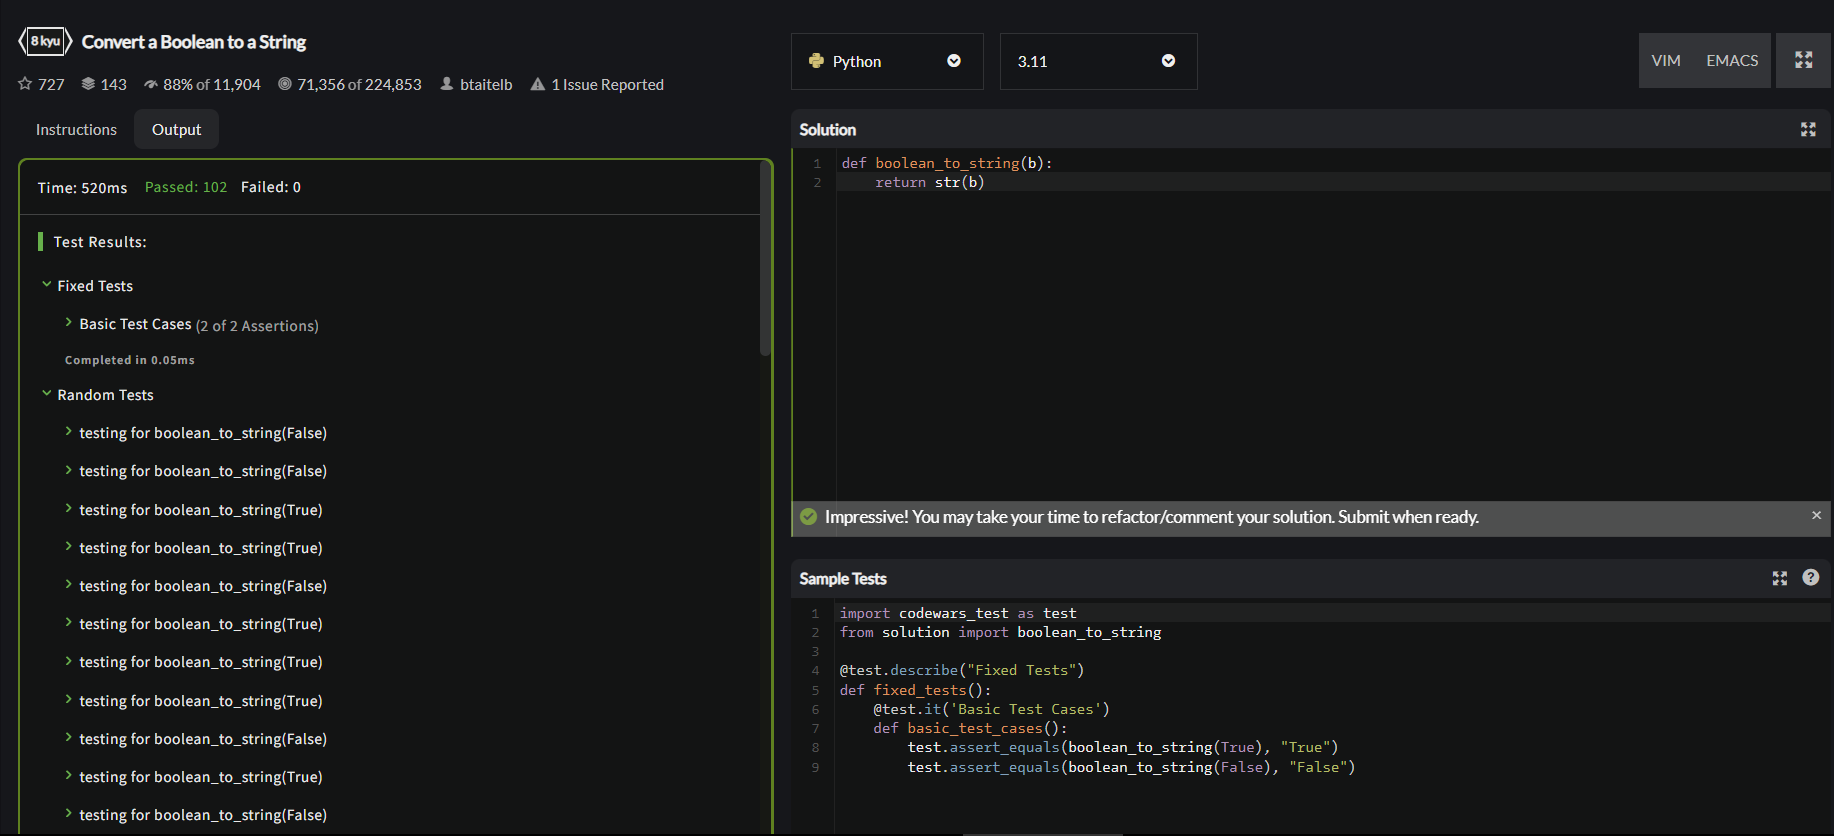 8 kyu Convert a Boolean to a String
727 143 88% of 11,904 71,356 of 224,853 btaitelb 1 Issue Reported
Instructions Output
Time: 520ms Passed: 102 Failed: 0
Test Results:
Fixed Tests
Basic Test Cases (2 of 2 Assertions)
Completed in 0.05ms
Random Tests
testing for boolean_to_string(False)
testing for boolean_to_string(False)
testing for boolean_to_string(True)
testing for boolean_to_string(True)
testing for boolean_to_string(False)
testing for boolean_to_string(True)
testing for boolean_to_string(True)
testing for boolean_to_string(True)
testing for boolean_to_string(False)
testing for boolean_to_string(True)
testing for boolean_to_string(False)
Python 3.11 VIM EMACS
Solution
1 def boolean_to_string(b):
2     return str(b)
Impressive! You may take your time to refactor/comment your solution. Submit when ready. ×
Sample Tests ?
1 import codewars_test as test
2 from solution import boolean_to_string
3
4 @test.describe("Fixed Tests")
5 def fixed_tests():
6     @test.it('Basic Test Cases')
7     def basic_test_cases():
8         test.assert_equals(boolean_to_string(True), "True")
9         test.assert_equals(boolean_to_string(False), "False")